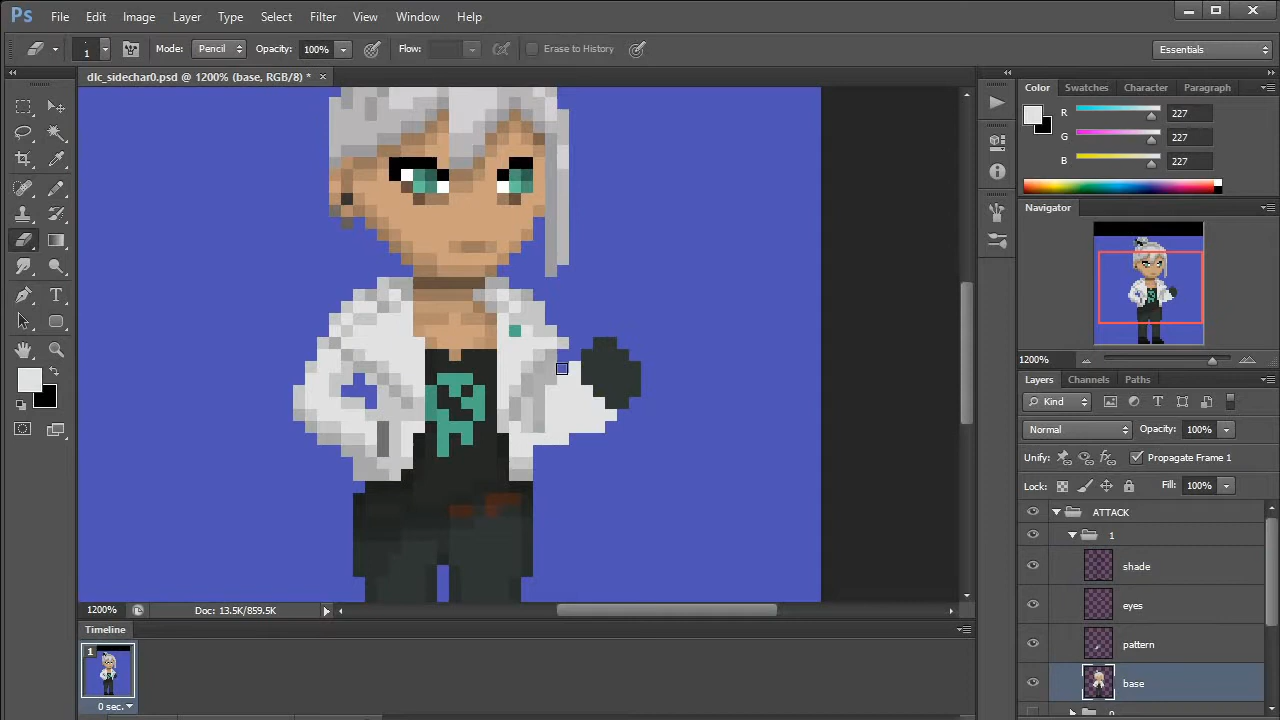 Ps File Edit Image Layer Type Select Filter View Window Help
1 Mode: Pencil Opacity: 100% Flow: Erase to History Essentials
dlc_sidechar0.psd @ 1200% (base, RGB/8) * ×
Color Swatches Character Paragraph
R 227
G 227
B 227
Navigator
1200%
Layers Channels Paths
Kind
Normal Opacity: 100%
Unify: Propagate Frame 1
Lock: Fill: 100%
ATTACK
1
shade
eyes
pattern
base
0
T
1200% Doc: 13.5K/859.5K
Timeline
1
0 sec.